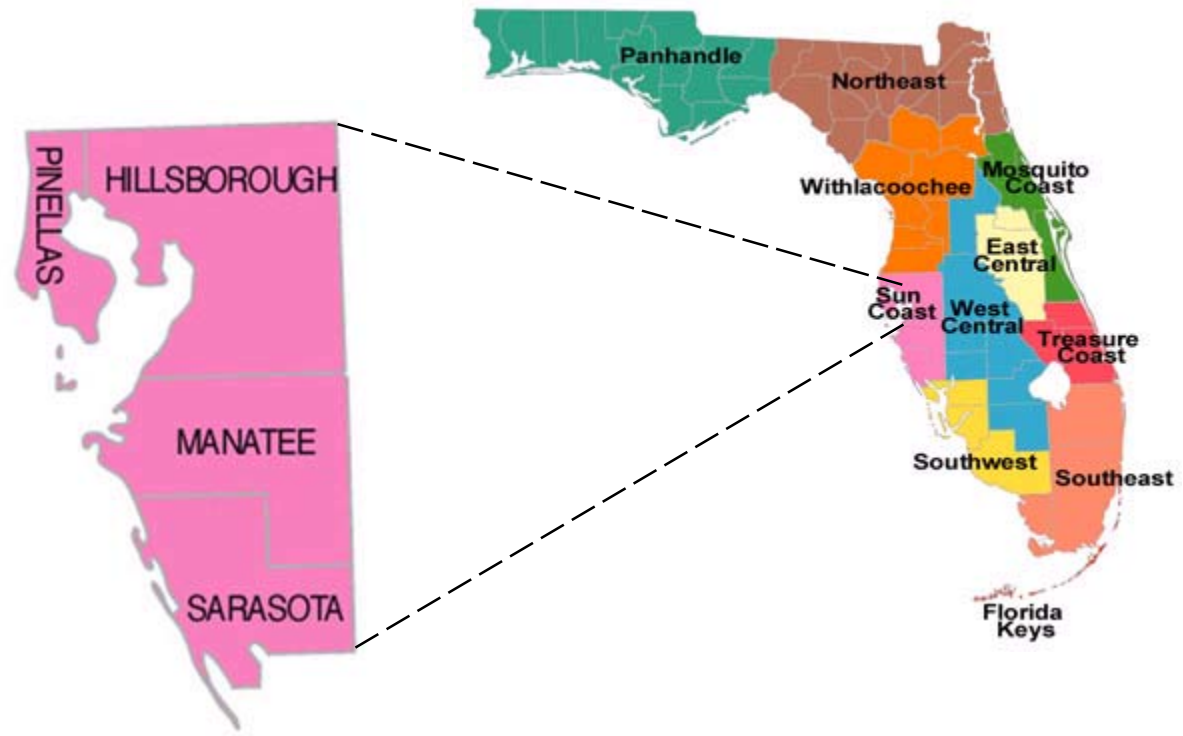 PINELLAS
HILLSBOROUGH
MANATEE
SARASOTA
Panhandle
Northeast
Withlacoochee
Mosquito
Coast
East
Central
Sun
Coast
West
Central
Treasure
Coast
Southwest
Southeast
Florida
Keys